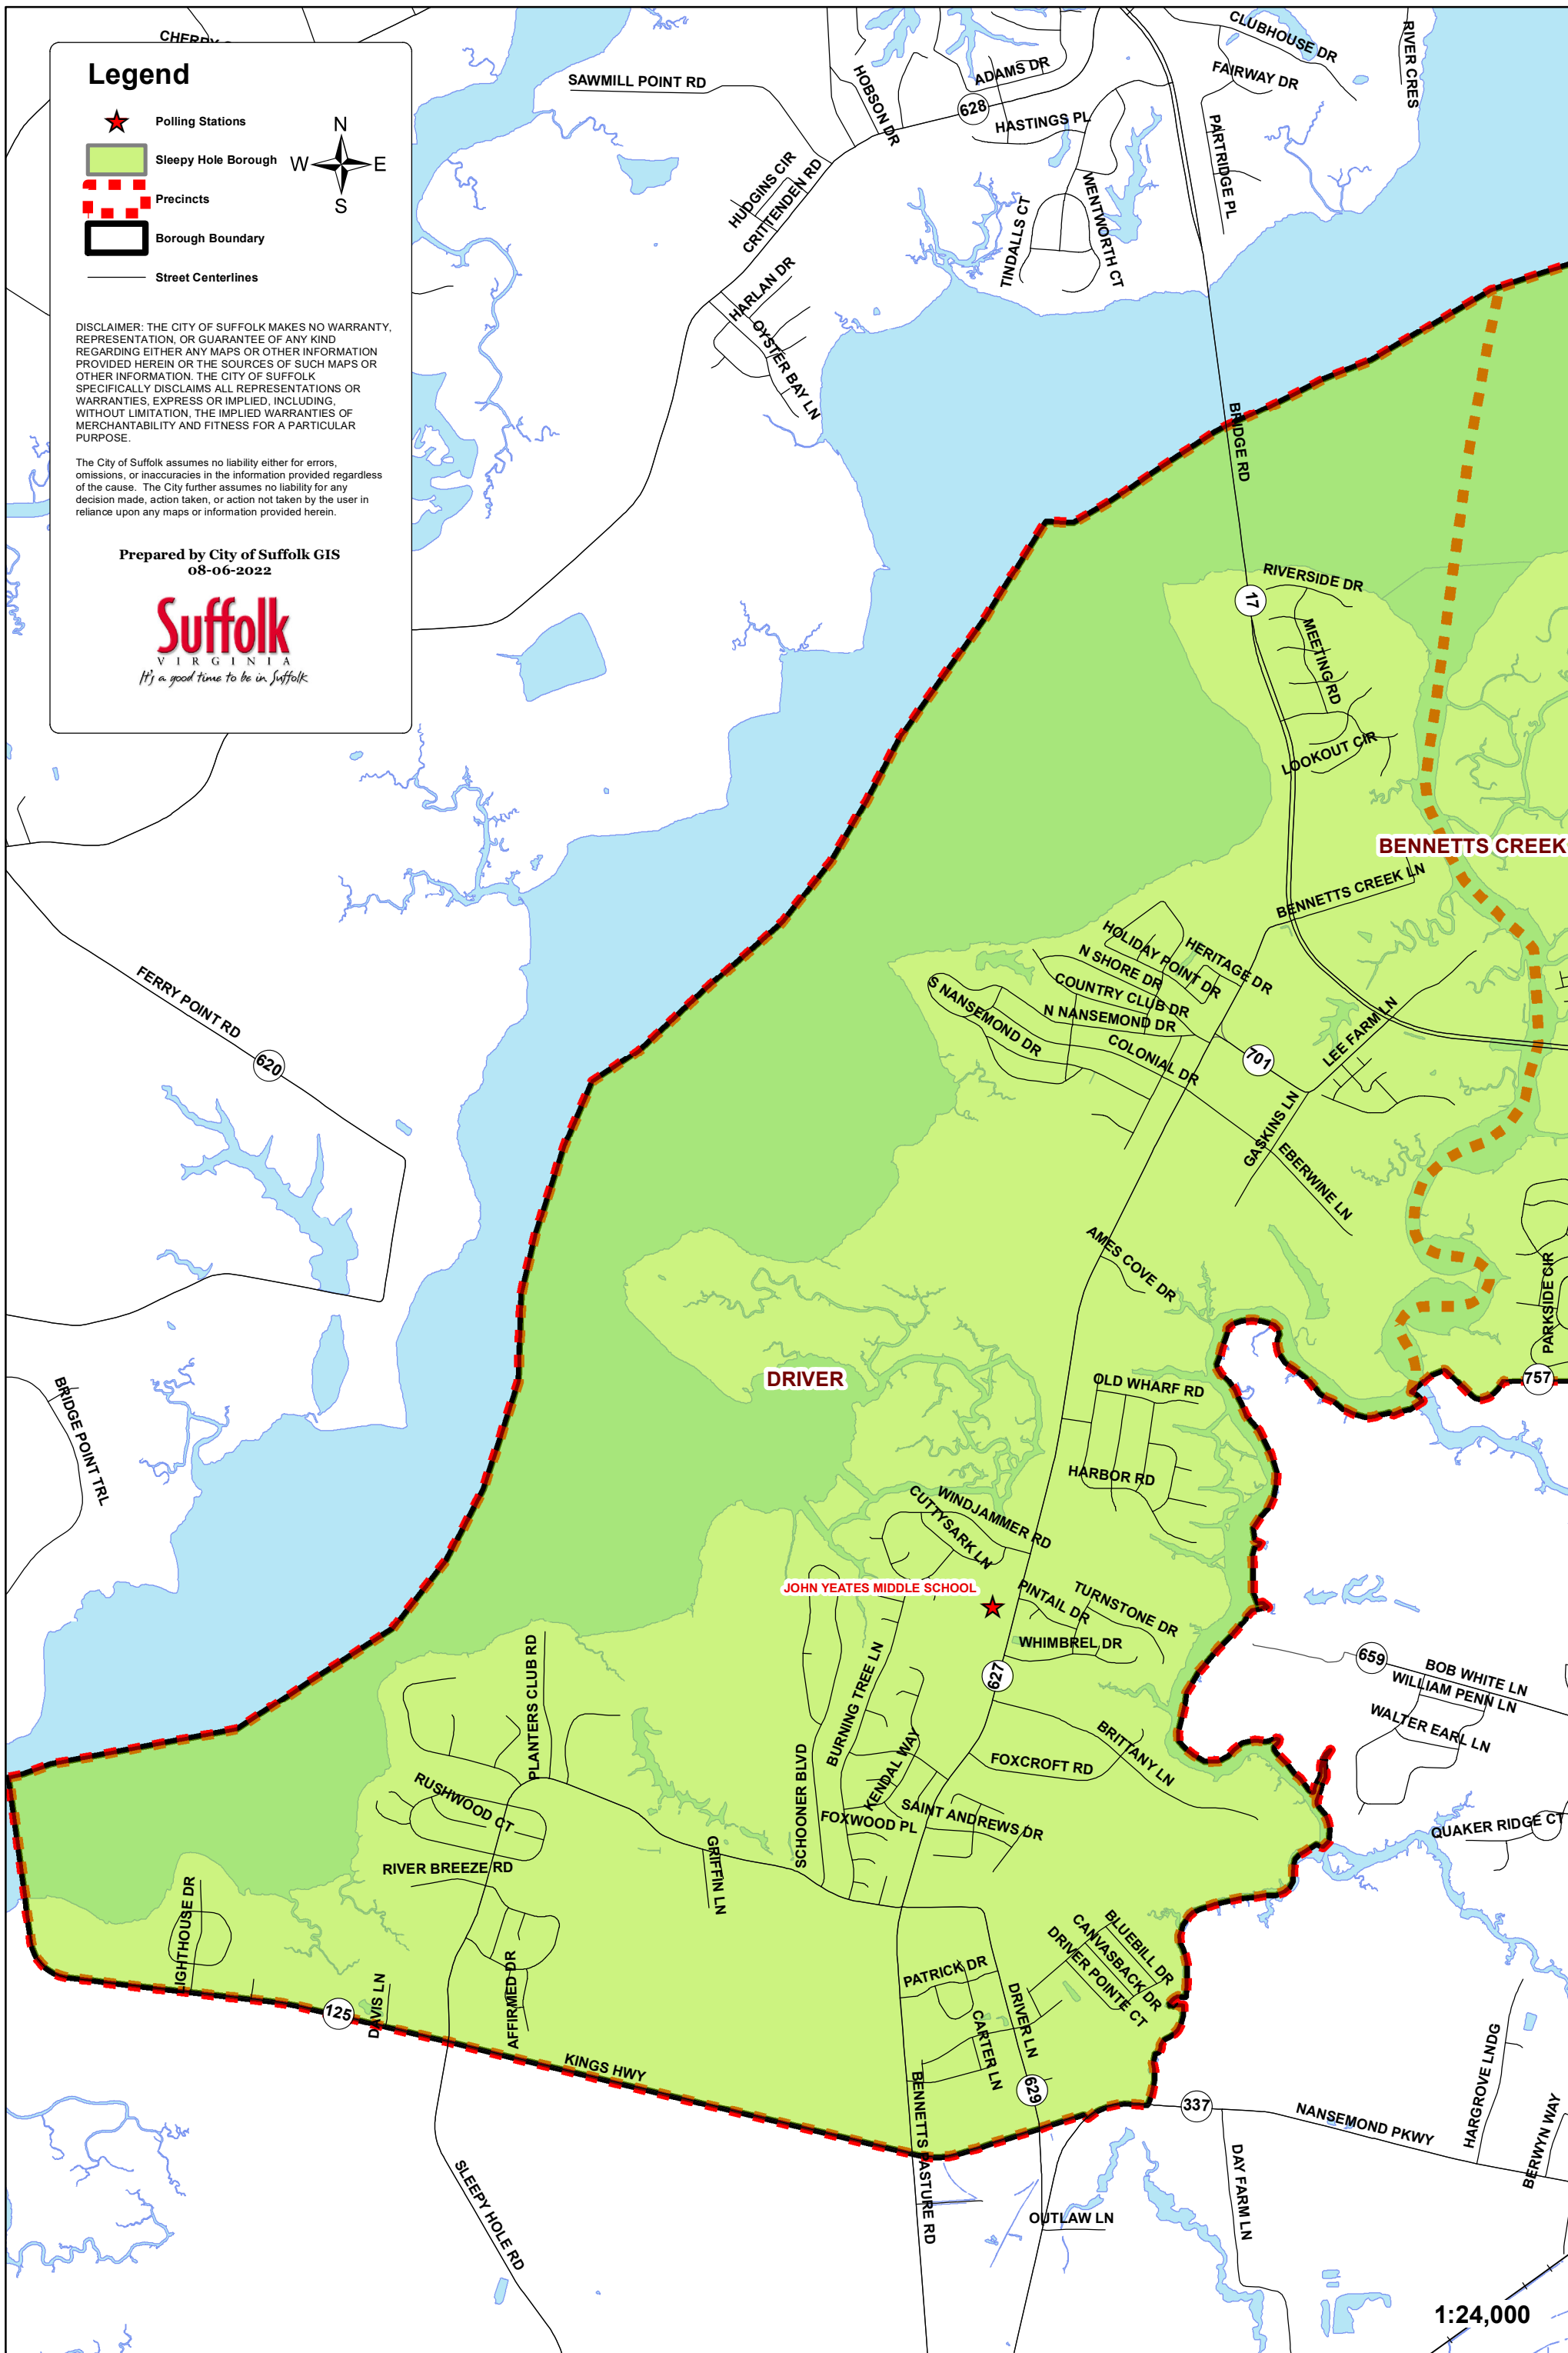 CLUBHOUSE DR
RIVER CRES
FAIRWAY DR
ADAMS DR
SAWMILL POINT RD
HOBSON DR
628
HASTINGS PL
PARTRIDGE PL
Legend
Polling Stations
Sleepy Hole Borough
Precincts
Borough Boundary
Street Centerlines
N
W
E
S
HUDGINS CIR
CRITTENDEN RD
WENTWORTH CT
TINDALLS CT
HARLAN DR
OYSTER BAY LN
DISCLAIMER: THE CITY OF SUFFOLK MAKES NO WARRANTY,
REPRESENTATION, OR GUARANTEE OF ANY KIND
REGARDING EITHER ANY MAPS OR OTHER INFORMATION
PROVIDED HEREIN OR THE SOURCES OF SUCH MAPS OR
OTHER INFORMATION. THE CITY OF SUFFOLK
SPECIFICALLY DISCLAIMS ALL REPRESENTATIONS OR
WARRANTIES, EXPRESS OR IMPLIED, INCLUDING,
WITHOUT LIMITATION, THE IMPLIED WARRANTIES OF
MERCHANTABILITY AND FITNESS FOR A PARTICULAR
PURPOSE.
The City of Suffolk assumes no liability either for errors,
omissions, or inaccuracies in the information provided regardless
of the cause. The City further assumes no liability for any
decision made, action taken, or action not taken by the user in
reliance upon any maps or information provided herein.
Prepared by City of Suffolk GIS
08-06-2022
Suffolk
VIRGINIA
It's a good time to be in Suffolk
BRIDGE RD
RIVERSIDE DR
17
MEETING RD
LOOKOUT CIR
BENNETTS CREEK
BENNETTS CREEK LN
HOLIDAY POINT DR
HERITAGE DR
N SHORE DR
COUNTRY CLUB DR
N NANSEMOND DR
S NANSEMOND DR
COLONIAL DR
701
LEE FARM LN
GASKINS LN
EBERWINE LN
FERRY POINT RD
620
AMES COVE DR
PARKSIDE CIR
757
DRIVER
OLD WHARF RD
BRIDGE POINT TRL
HARBOR RD
WINDJAMMER RD
CUTTYSARK LN
JOHN YEATES MIDDLE SCHOOL
PINTAIL DR
TURNSTONE DR
WHIMBREL DR
627
659
BOB WHITE LN
WILLIAM PENN LN
WALTER EARL LN
PLANTERS CLUB RD
BURNING TREE LN
SCHOONER BLVD
KENDAL WAY
FOXCROFT RD
BRITTANY LN
RUSHWOOD CT
FOXWOOD PL
SAINT ANDREWS DR
QUAKER RIDGE CT
RIVER BREEZE RD
GRIFFIN LN
LIGHTHOUSE DR
BLUEBILL DR
CANVASBACK DR
DRIVER POINTE CT
PATRICK DR
DRIVER LN
CARTER LN
AFFIRMED DR
DAVIS LN
125
KINGS HWY
629
337
NANSEMOND PKWY
HARGROVE LNDG
BERWYN WAY
BENNETTS PASTURE RD
SLEEPY HOLE RD
DAY FARM LN
OUTLAW LN
1:24,000